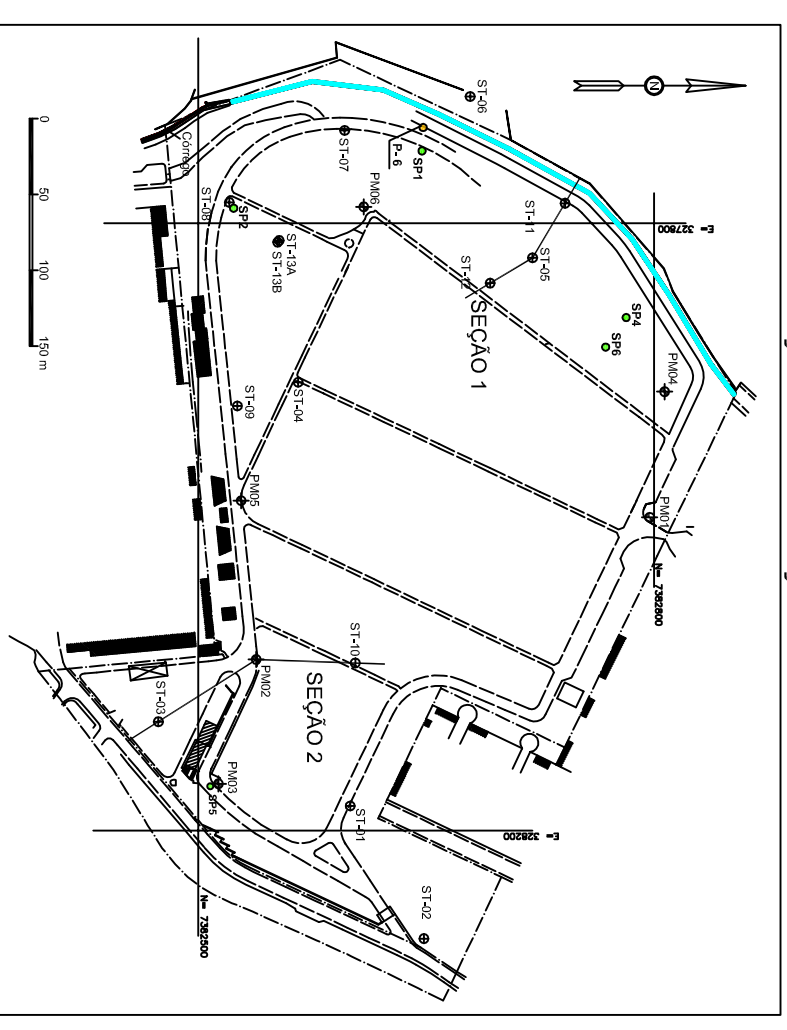 N
ST-06
0
50
100
150 m
Córrego
ST-07
P- 6
SP1
ST-08
SP2
PM06
ST-11
E= 327800
ST-13A
ST-13B
ST-05
ST-12
SEÇÃO 1
SP4
SP6
PM04
ST-09
ST-04
PM05
PM01
N= 7382800
ST-10
PM02
ST-03
SEÇÃO 2
PM03
SP5
ST-01
E= 328200
ST-02
N= 7382500